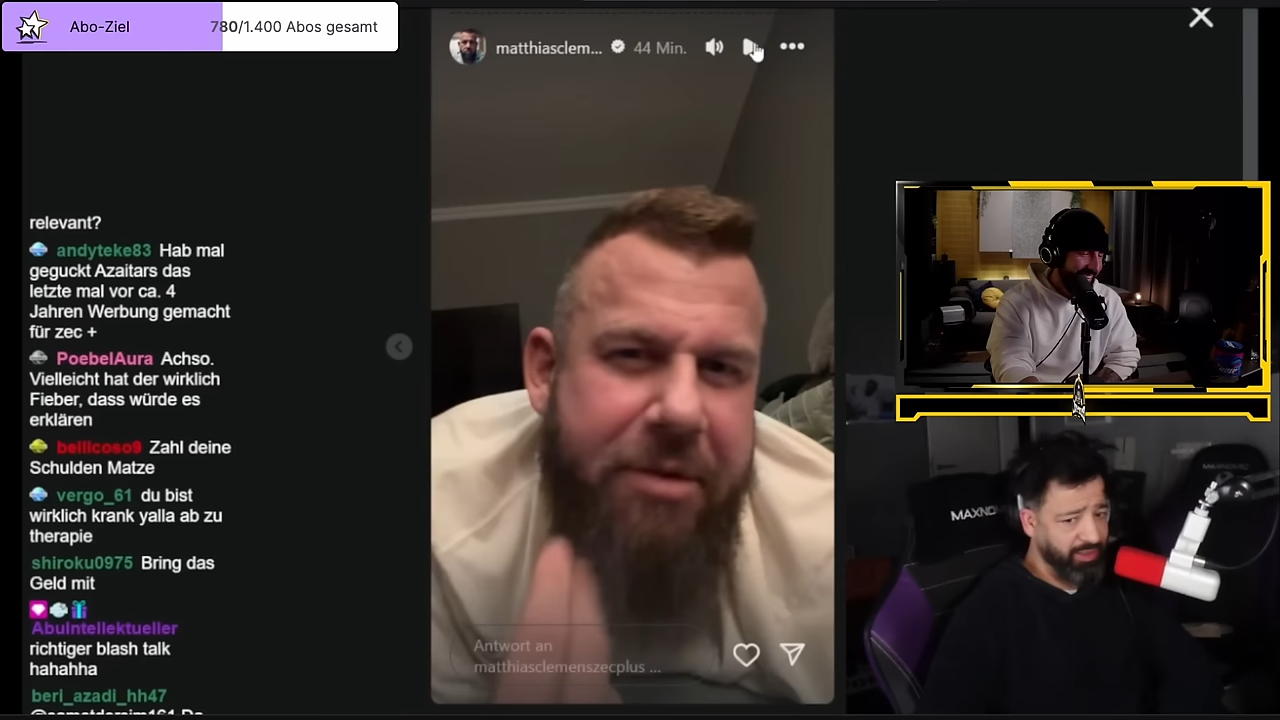 Abo-Ziel
780/1.400 Abos gesamt
matthiasclem... 44 Min.
relevant?
andyteke83 Hab mal
geguckt Azaitars das
letzte mal vor ca. 4
Jahren Werbung gemacht
für zec +
PoebelAura Achso.
Vielleicht hat der wirklich
Fieber, dass würde es
erklären
bellicoso9 Zahl deine
Schulden Matze
vergo_61 du bist
wirklich krank yalla ab zu
therapie
shiroku0975 Bring das
Geld mit
AbuIntellektueller
richtiger blash talk
hahahha
beri_azadi_hh47
Antwort an
matthiasclemenszecplus ...